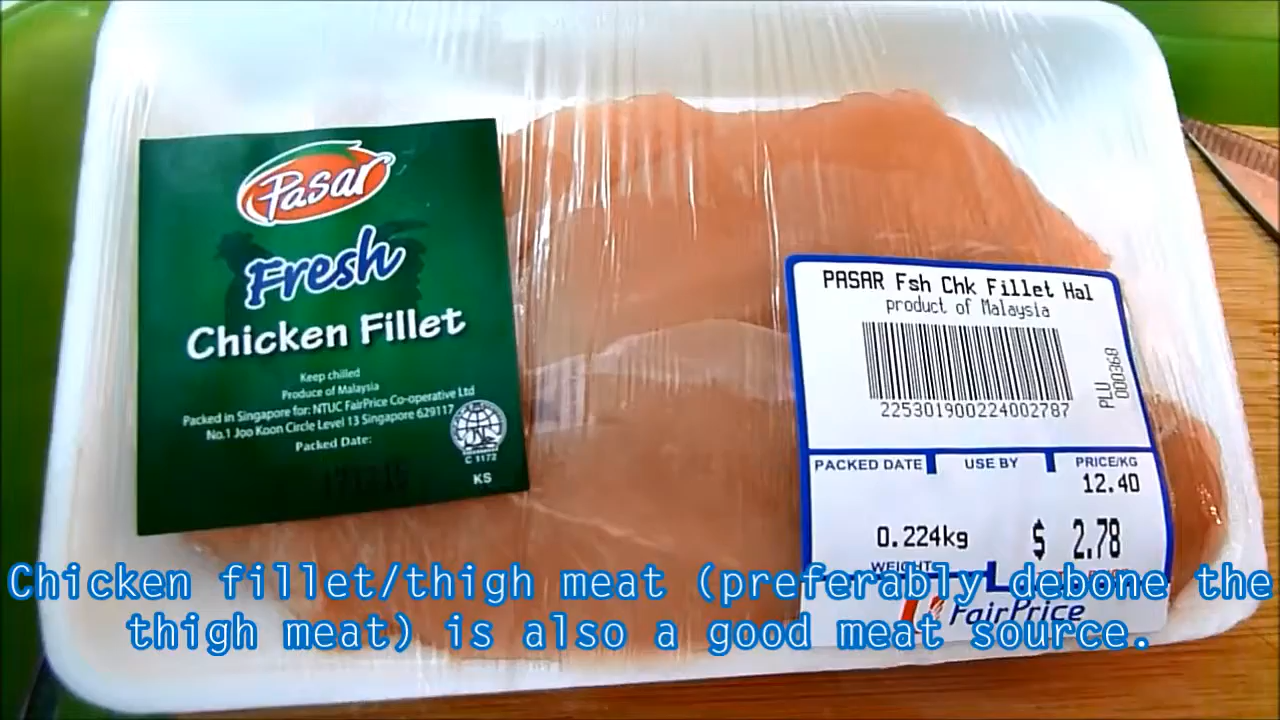 Pasar
Fresh
Chicken Fillet
Keep chilled
Produce of Malaysia
Packed in Singapore for: NTUC FairPrice Co-operative Ltd
No.1 Joo Koon Circle Level 13 Singapore 629117
Packed Date:
C 1172
KS
PASAR Fsh Chk Fillet Hal
product of Malaysia
225301900224002787
PLU
000368
PACKED DATE
USE BY
PRICE/KG
12.40
0.224kg
$ 2.78
WEIGHT
FairPrice
Chicken fillet/thigh meat (preferably debone the
thigh meat) is also a good meat source.